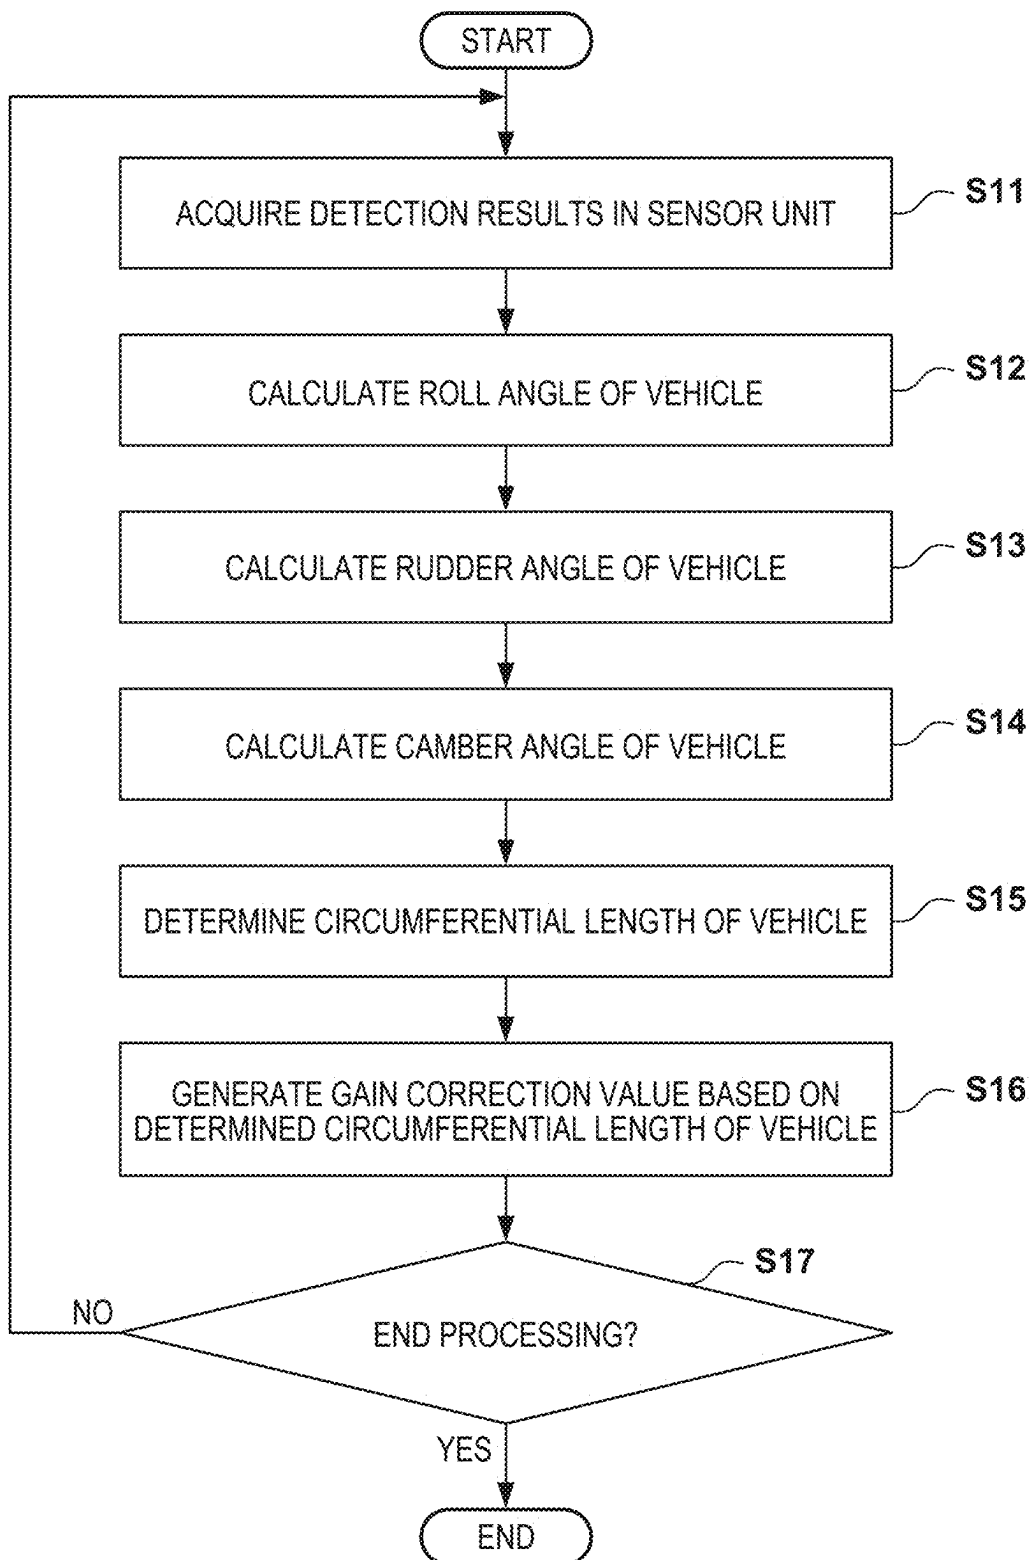 START
ACQUIRE DETECTION RESULTS IN SENSOR UNIT
S11
CALCULATE ROLL ANGLE OF VEHICLE
S12
CALCULATE RUDDER ANGLE OF VEHICLE
S13
CALCULATE CAMBER ANGLE OF VEHICLE
S14
DETERMINE CIRCUMFERENTIAL LENGTH OF VEHICLE
S15
GENERATE GAIN CORRECTION VALUE BASED ON
DETERMINED CIRCUMFERENTIAL LENGTH OF VEHICLE
S16
S17
NO
END PROCESSING?
YES
END